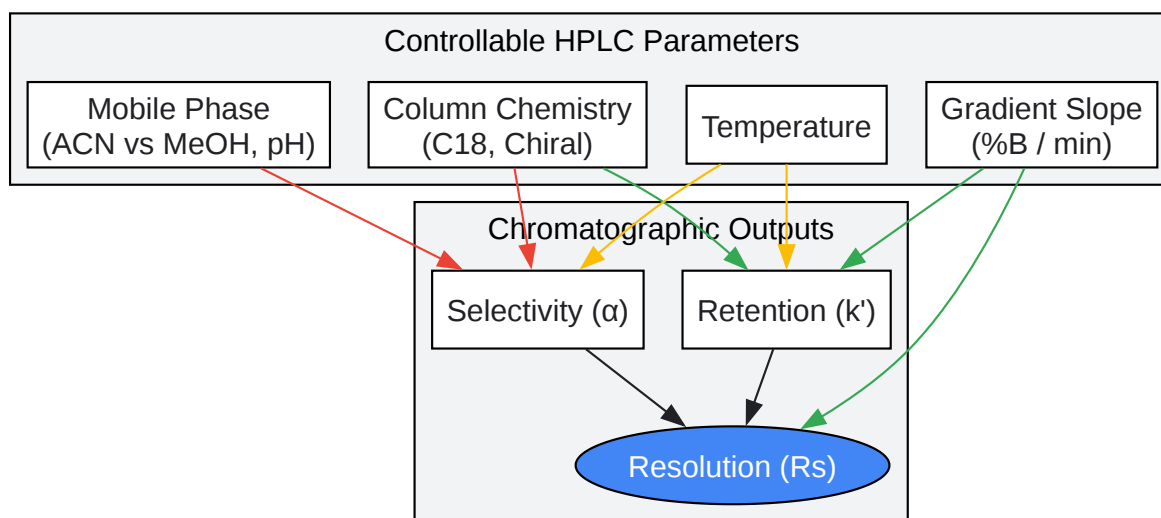 Controllable HPLC Parameters
Mobile Phase
(ACN vs MeOH, pH)
Column Chemistry
(C18, Chiral)
Temperature
Gradient Slope
(%B / min)
Chromatographic Outputs
Selectivity (α)
Retention (k')
Resolution (Rs)